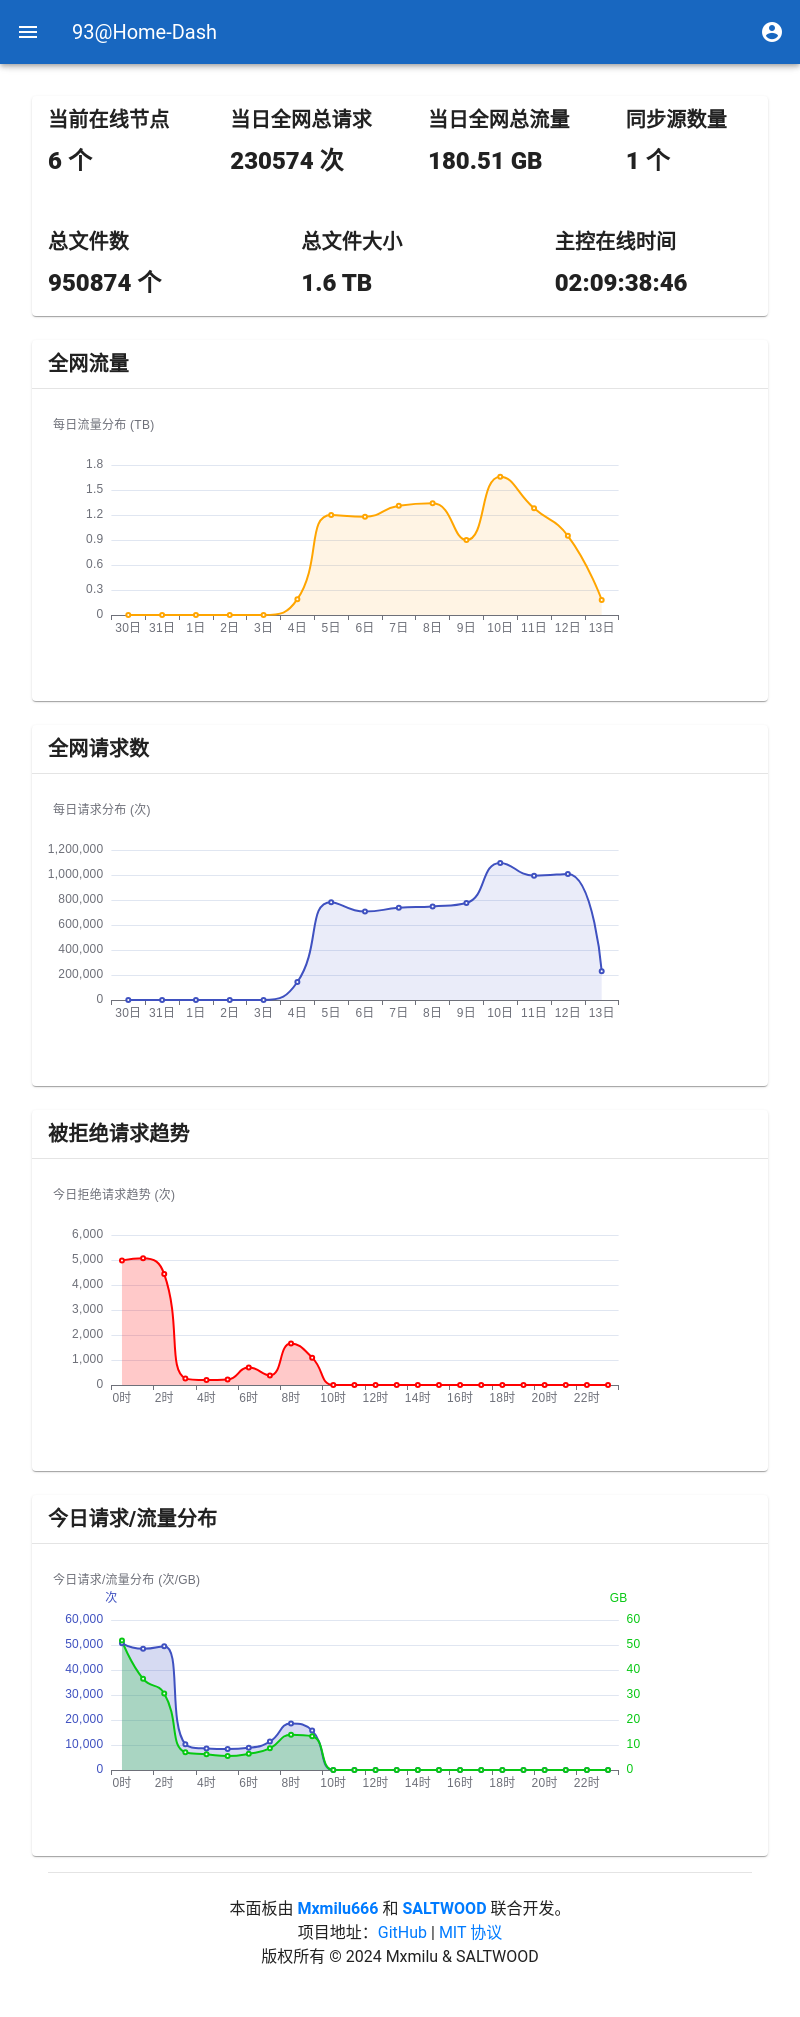 93@Home-Dash
当前在线节点 当日全网总请求 当日全网总流量 同步源数量
6 个 230574 次 180.51 GB 1 个
总文件数 总文件大小 主控在线时间
950874 个 1.6 TB 02:09:38:46
全网流量
每日流量分布 (TB)
1.8
1.5
1.2
0.9
0.6
0.3
0
30日 31日 1日 2日 3日 4日 5日 6日 7日 8日 9日 10日 11日 12日 13日
全网请求数
每日请求分布 (次)
1,200,000
1,000,000
800,000
600,000
400,000
200,000
0
30日 31日 1日 2日 3日 4日 5日 6日 7日 8日 9日 10日 11日 12日 13日
被拒绝请求趋势
今日拒绝请求趋势 (次)
6,000
5,000
4,000
3,000
2,000
1,000
0
0时 2时 4时 6时 8时 10时 12时 14时 16时 18时 20时 22时
今日请求/流量分布
今日请求/流量分布 (次/GB)
次 GB
60,000 60
50,000 50
40,000 40
30,000 30
20,000 20
10,000 10
0 0
0时 2时 4时 6时 8时 10时 12时 14时 16时 18时 20时 22时
本面板由 Mxmilu666 和 SALTWOOD 联合开发。
项目地址：GitHub | MIT 协议
版权所有 © 2024 Mxmilu & SALTWOOD